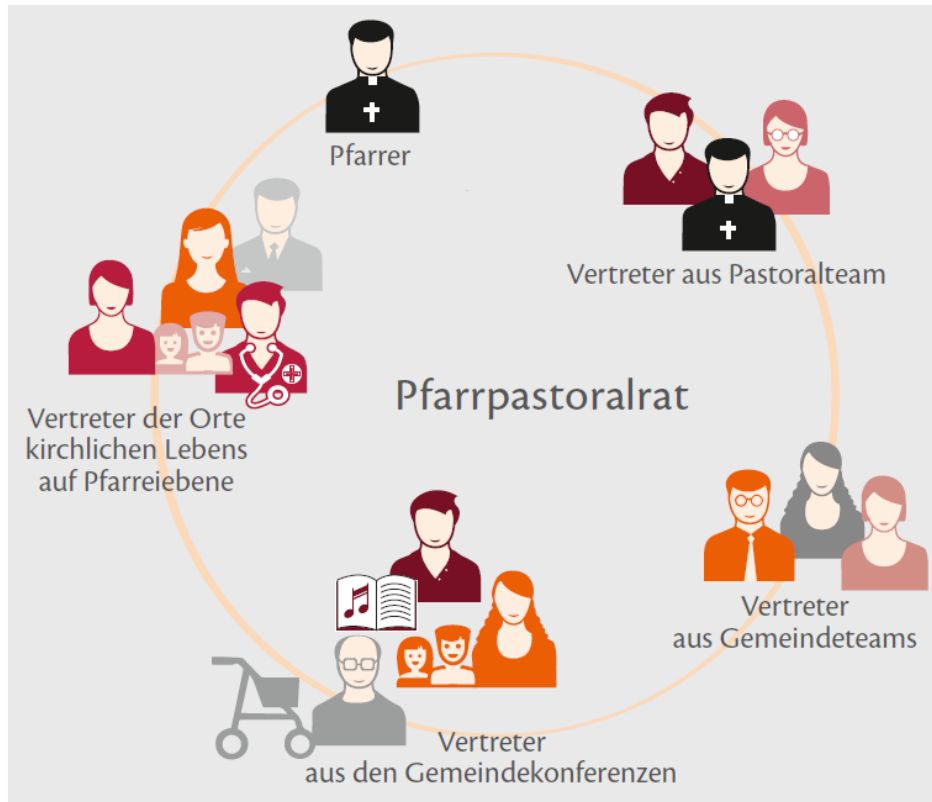 Pfarrer
Vertreter aus Pastoralteam
Pfarrpastoralrat
Vertreter der Orte
kirchlichen Lebens
auf Pfarreiebene
Vertreter
aus Gemeindeteams
Vertreter
aus den Gemeindekonferenzen